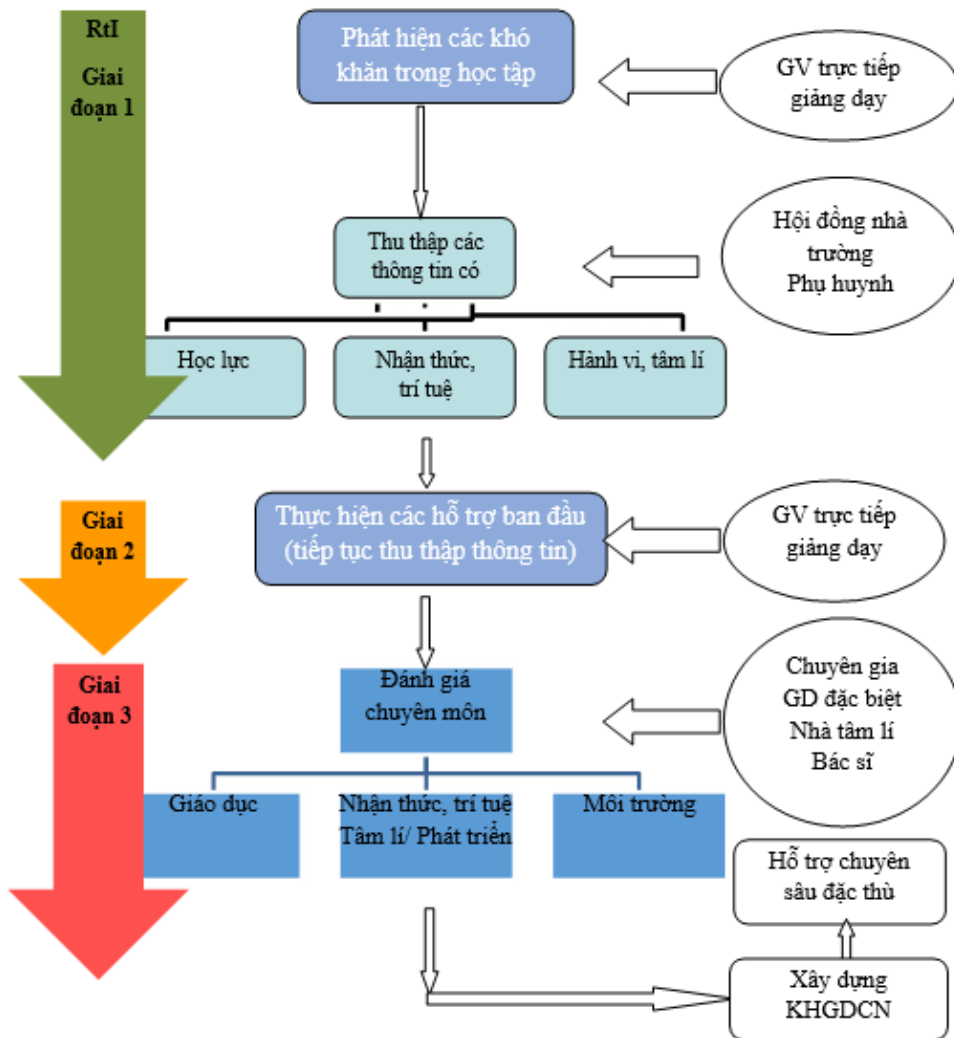 RtI
Giai
đoạn 1
Phát hiện các khó
khăn trong học tập
GV trực tiếp
giảng dạy
Thu thập các
thông tin có
Hội đồng nhà
trường
Phụ huynh
Học lực
Nhận thức,
trí tuệ
Hành vi, tâm lí
Giai
đoạn 2
Thực hiện các hỗ trợ ban đầu
(tiếp tục thu thập thông tin)
GV trực tiếp
giảng dạy
Giai
đoạn 3
Đánh giá
chuyên môn
Chuyên gia
GD đặc biệt
Nhà tâm lí
Bác sĩ
Giáo dục
Nhận thức, trí tuệ
Tâm lí/ Phát triển
Môi trường
Hỗ trợ chuyên
sâu đặc thù
Xây dựng
KHGDCN